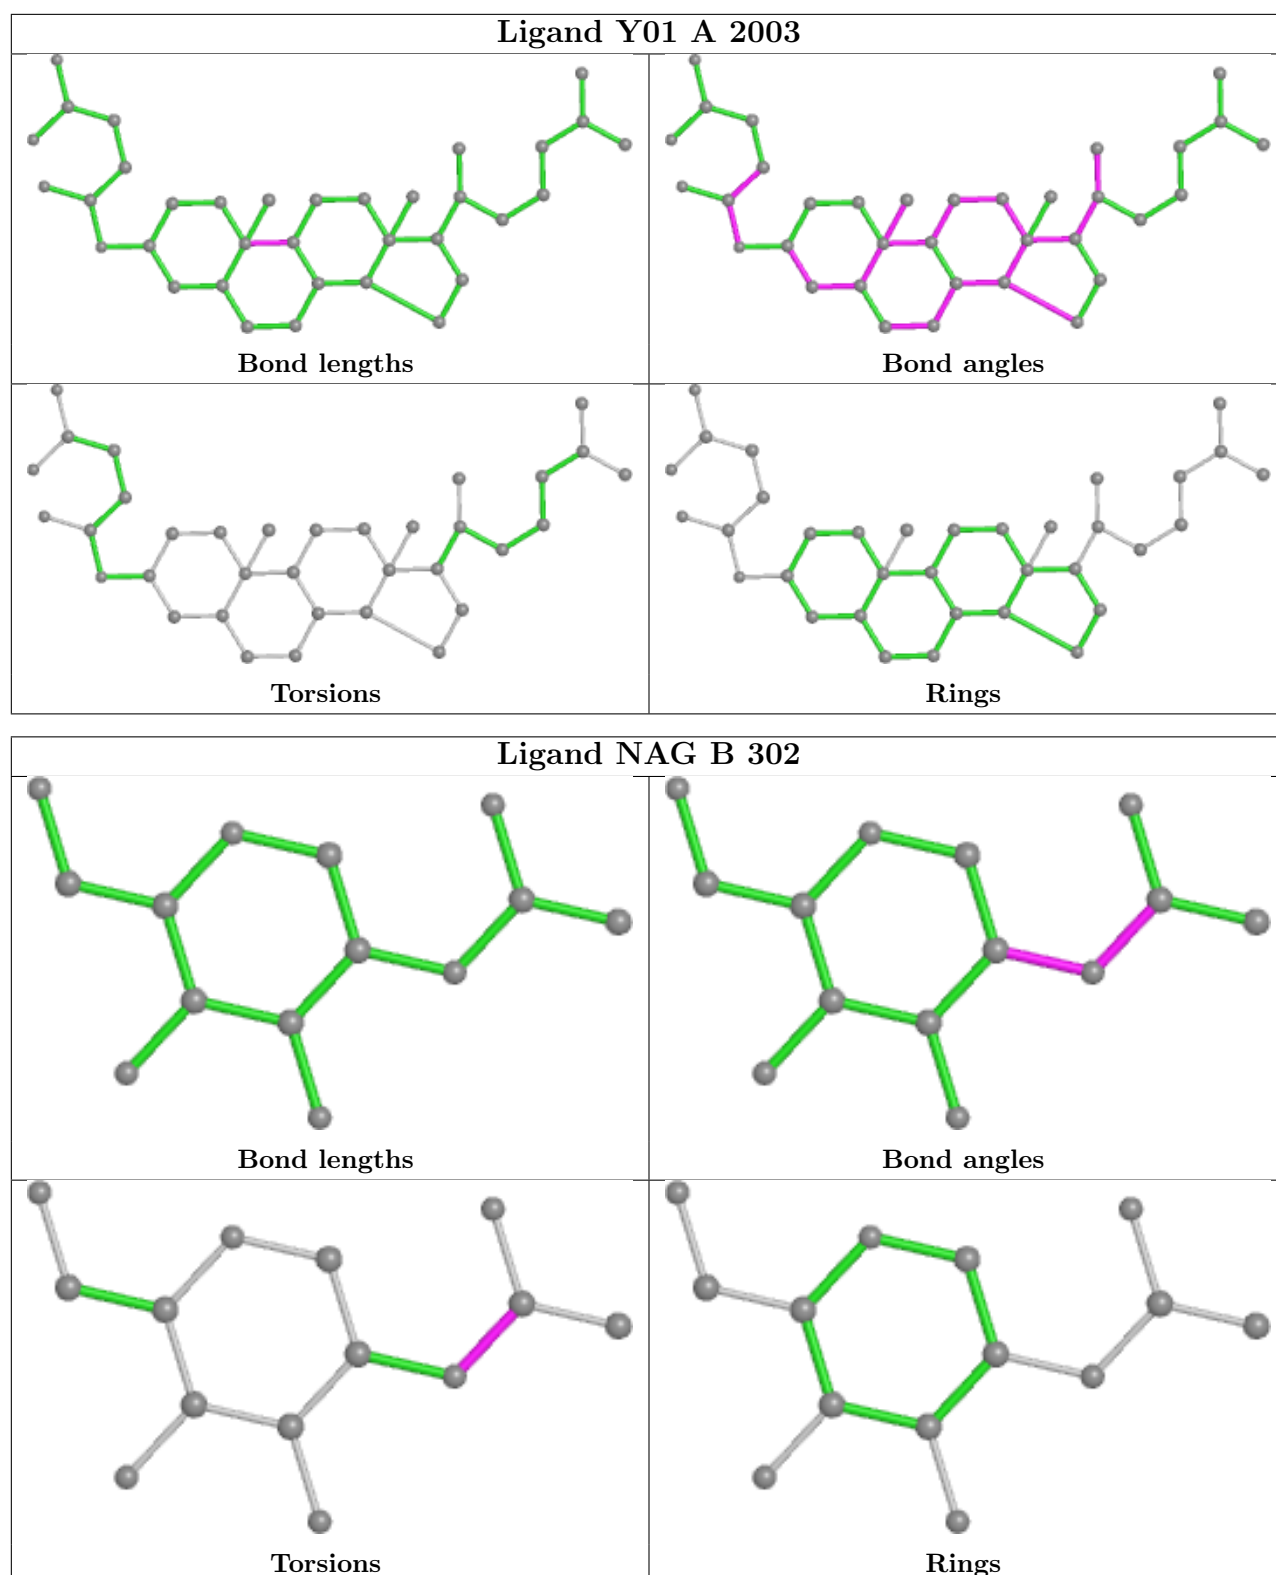 Ligand Y01 A 2003
Bond lengths
Bond angles
Torsions
Rings
Ligand NAG B 302
Bond lengths
Bond angles
Torsions
Rings